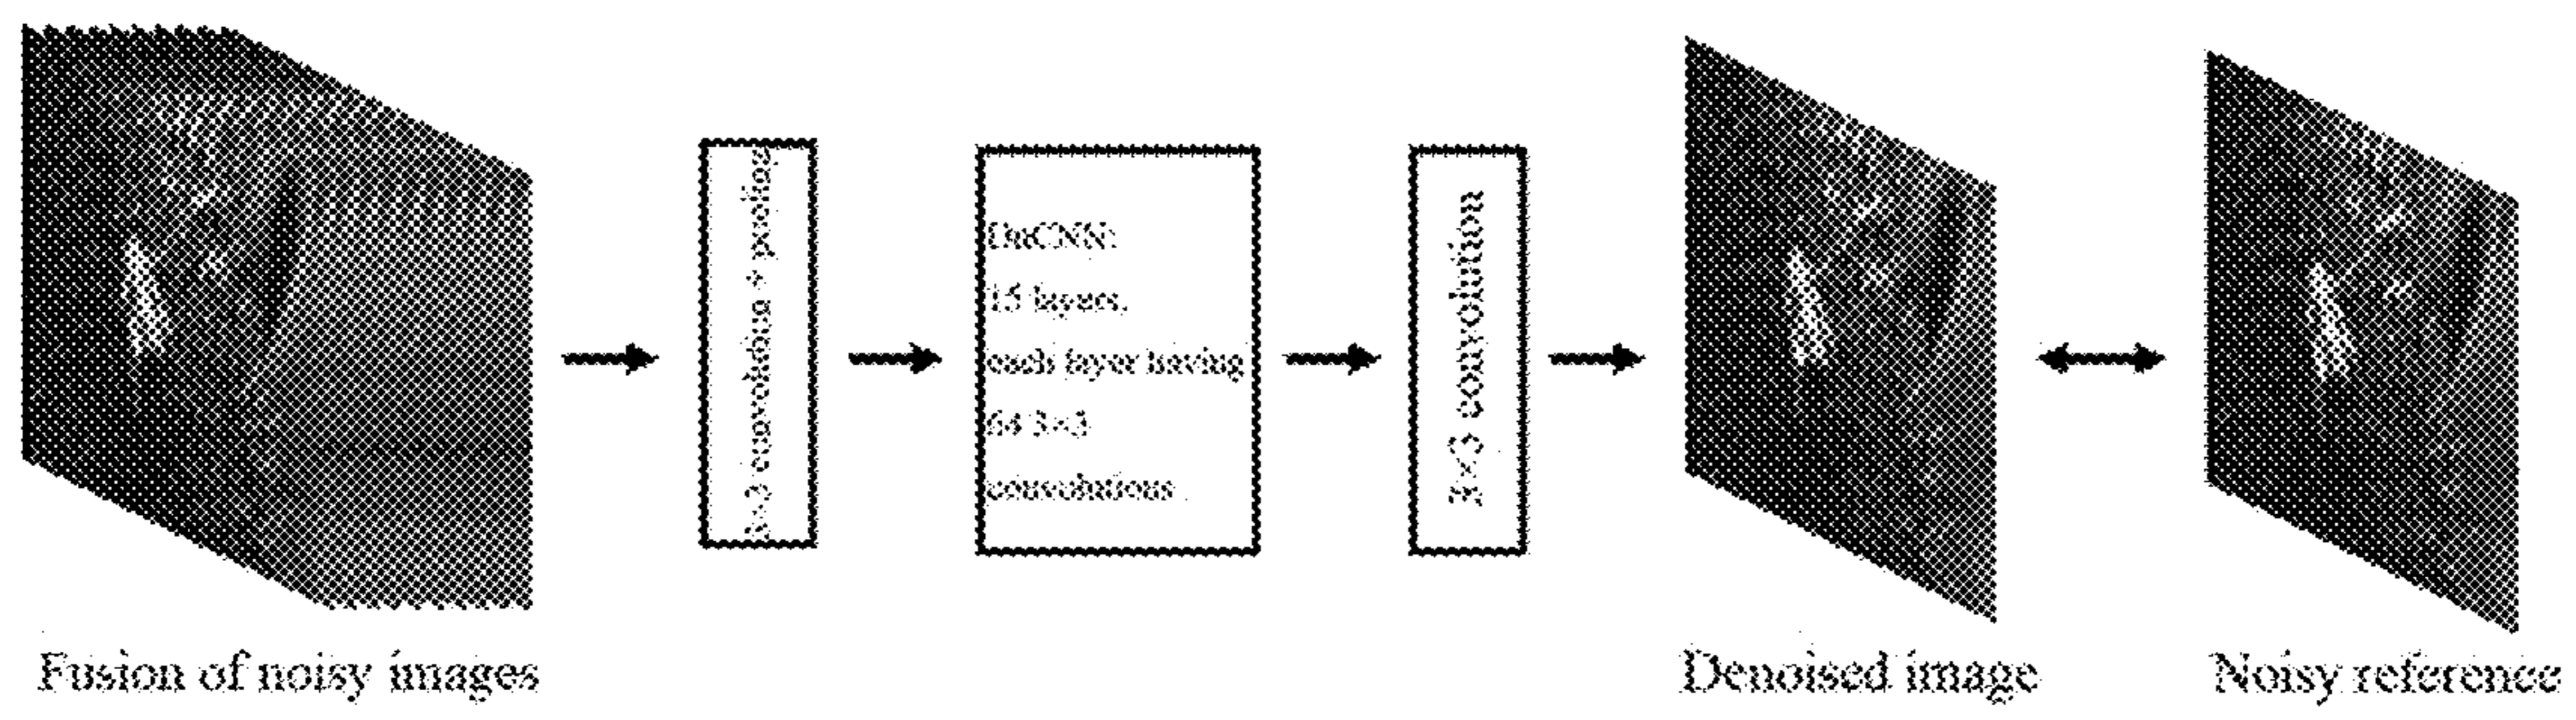 3×3 convolution + pooling
DnCNN:
15 layers,
each layer having
64 3×3
convolutions
3×3 convolution
Fusion of noisy images
Denoised image
Noisy reference